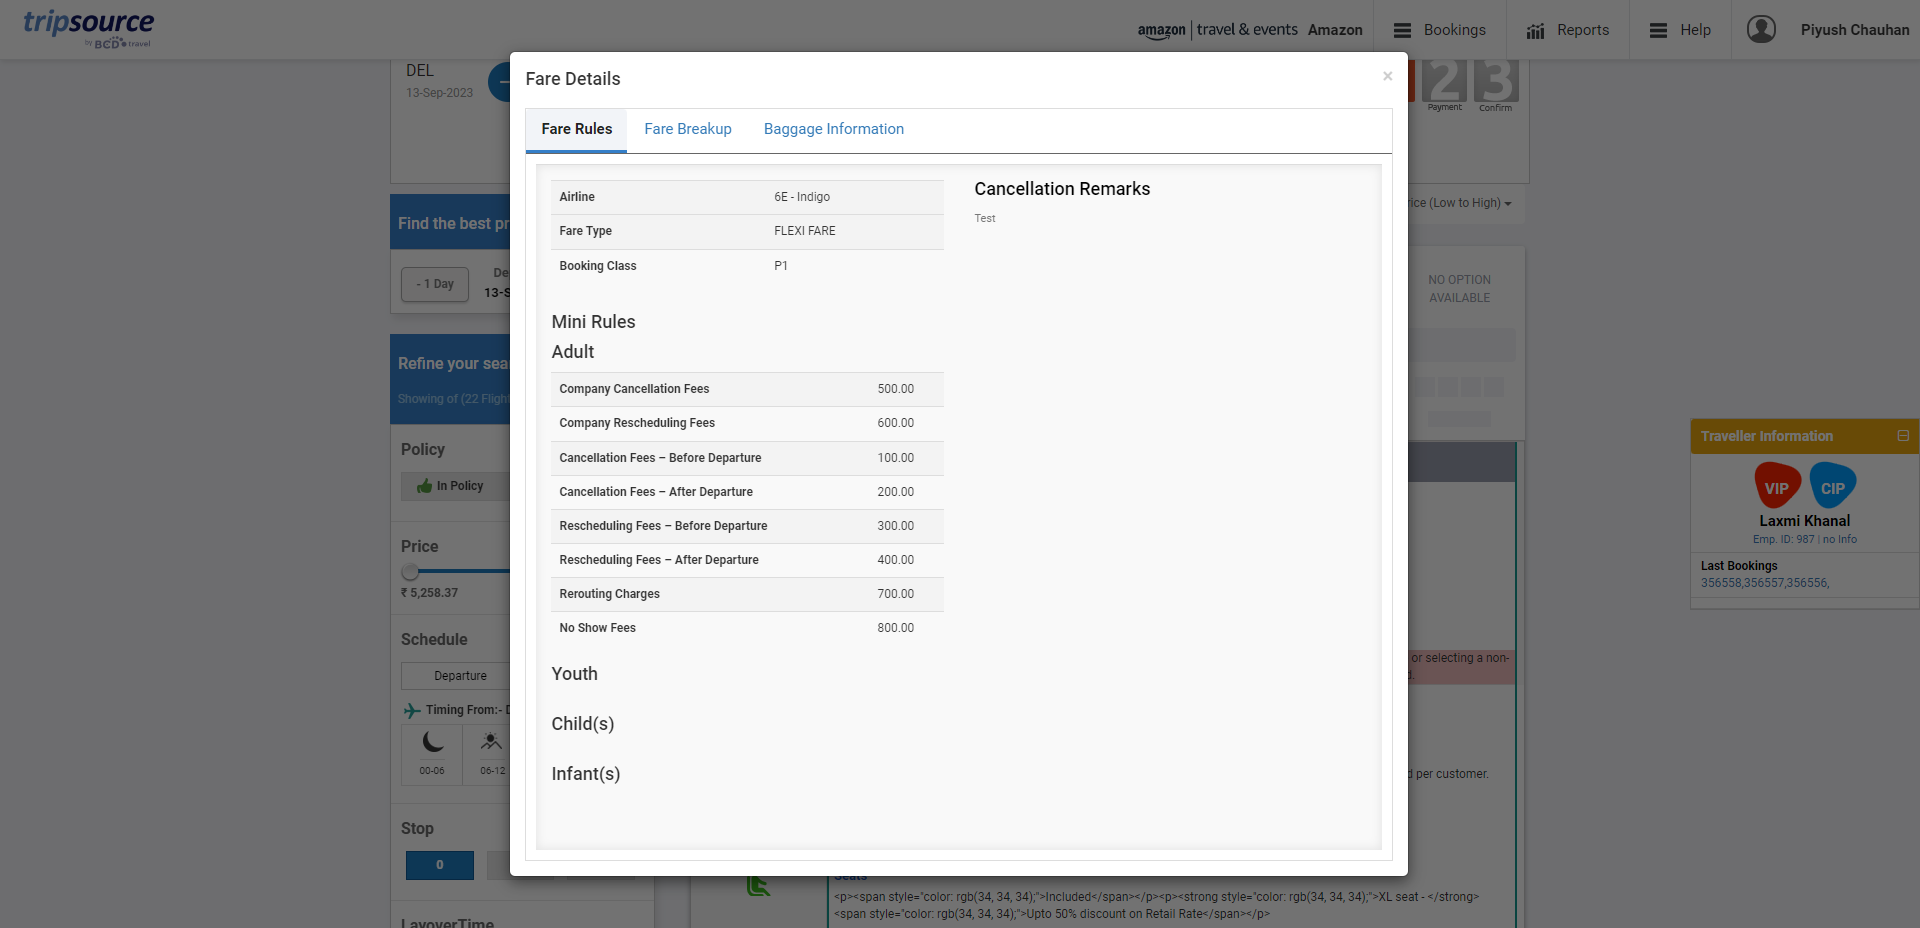 tripsource
by BCD travel
amazon | travel & events Amazon
Bookings
Reports
Help
Piyush Chauhan
DEL
13-Sep-2023
2 3
Payment Confirm
Fare Details
×
Fare Rules
Fare Breakup
Baggage Information
Airline 6E - Indigo
Fare Type FLEXI FARE
Booking Class P1
Cancellation Remarks
Test
Mini Rules
Adult
Company Cancellation Fees 500.00
Company Rescheduling Fees 600.00
Cancellation Fees – Before Departure 100.00
Cancellation Fees – After Departure 200.00
Rescheduling Fees – Before Departure 300.00
Rescheduling Fees – After Departure 400.00
Rerouting Charges 700.00
No Show Fees 800.00
Youth
Child(s)
Infant(s)
Find the best pr
- 1 Day
De
13-S
Refine your sea
Showing of (22 Flight
Policy
In Policy
Price
₹ 5,258.37
Schedule
Departure
Timing From:- D
00-06
06-12
Stop
0
LayoverTime
rice (Low to High)
NO OPTION
AVAILABLE
or selecting a non-
d.
d per customer.
Seats
<p><span style="color: rgb(34, 34, 34);">Included</span></p><p><strong style="color: rgb(34, 34, 34);">XL seat - </strong>
<span style="color: rgb(34, 34, 34);">Upto 50% discount on Retail Rate</span></p>
Traveller Information
VIP
CIP
Laxmi Khanal
Emp. ID: 987 | no Info
Last Bookings
356558,356557,356556,